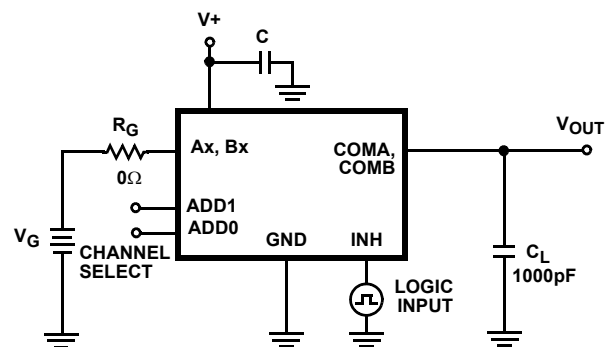 V+
C
RG
0Ω
Ax, Bx
COMA,
COMB
VOUT
ADD1
ADD0
VG
CHANNEL
SELECT
GND
INH
LOGIC
INPUT
CL
1000pF